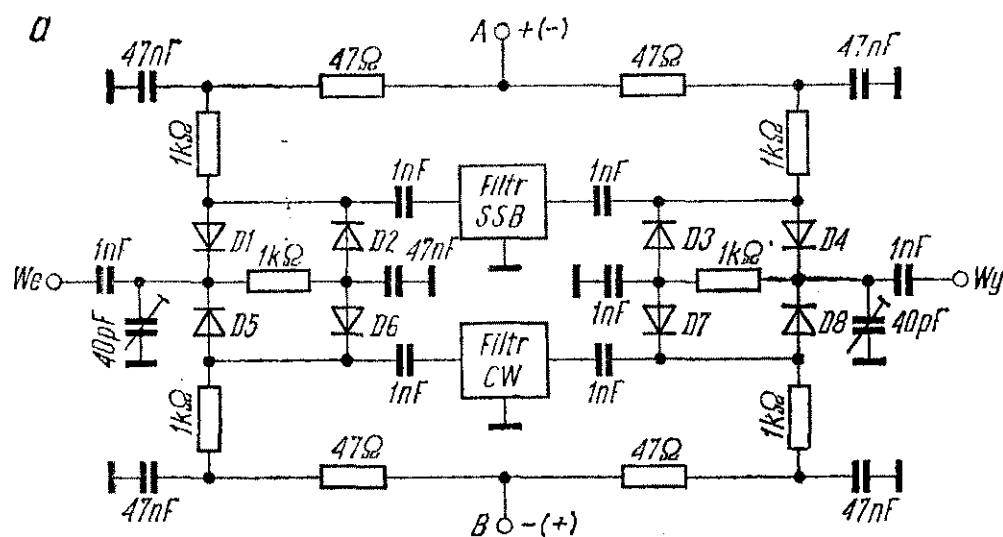 a
A +(-)
47nF 47Ω 47Ω 47nF
1kΩ 1kΩ
1nF Filtr SSB 1nF
D1 D2 47nF D3 D4
1nF 1kΩ 1kΩ 1nF
We Wy
1nF
40pF D5 D6 D7 D8 40pF
1nF Filtr CW 1nF
1kΩ 1kΩ
47Ω 47Ω
47nF B -(+) 47nF